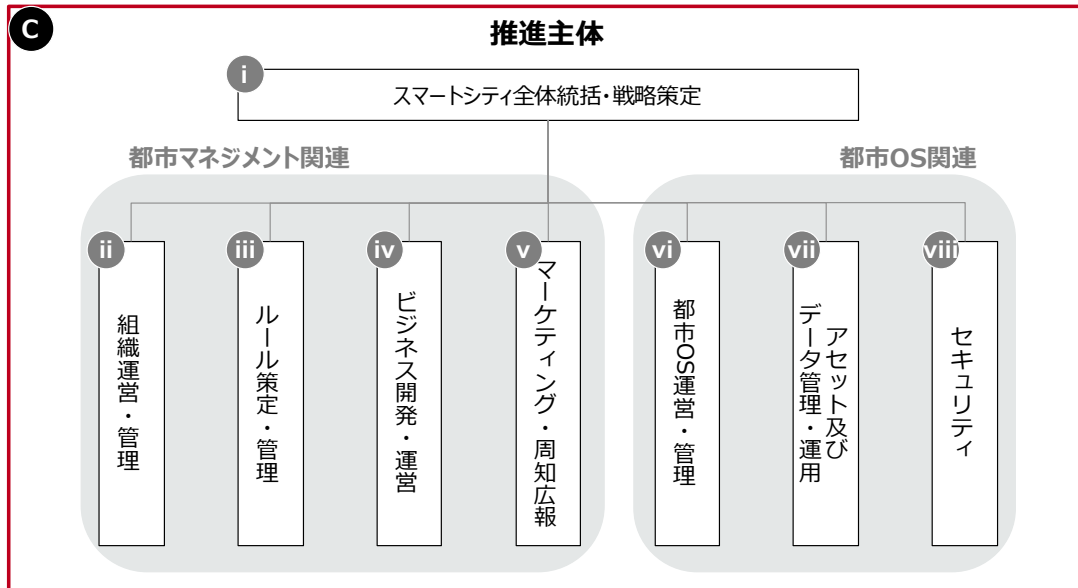 C
推進主体
i
スマートシティ全体統括・戦略策定
都市マネジメント関連
都市OS関連
ii
組織運営・管理
iii
ルール策定・管理
iv
ビジネス開発・運営
v
マーケティング・周知広報
vi
都市OS運営・管理
vii
アセット及び
データ管理・運用
viii
セキュリティ